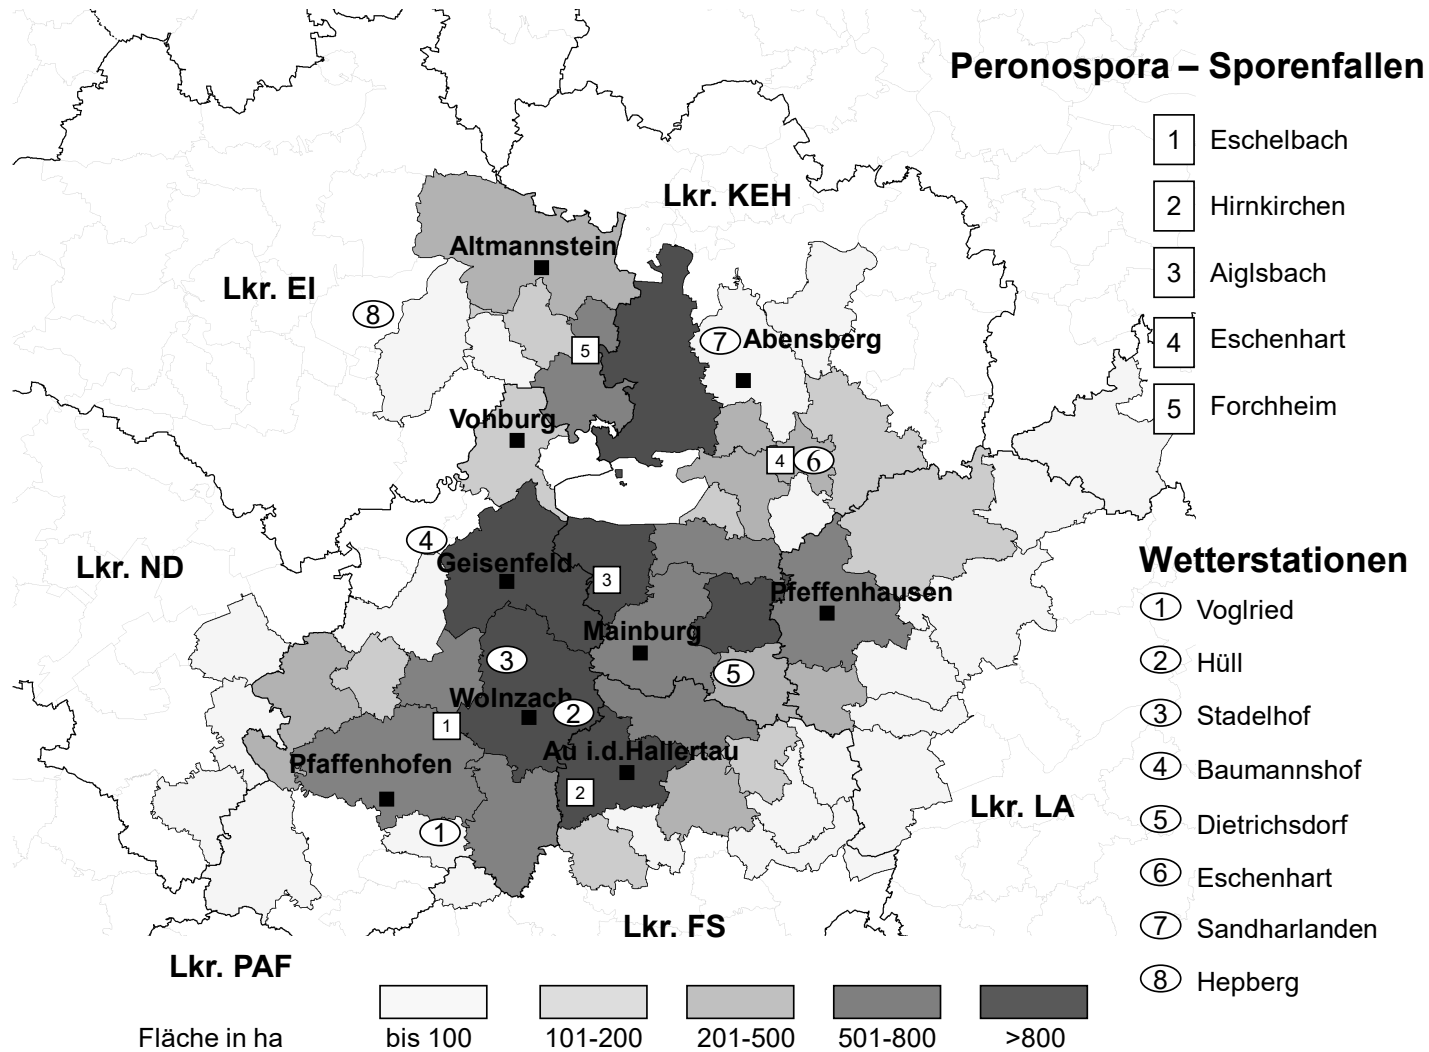 Peronospora – Sporenfallen
1 Eschelbach
2 Hirnkirchen
3 Aiglsbach
4 Eschenhart
5 Forchheim
Lkr. KEH
Altmannstein
Lkr. EI
8
7 Abensberg
5
Vohburg
4 6
4
Geisenfeld
Lkr. ND
3
Pfeffenhausen
Mainburg
3
5
Wolnzach
2
1
Au i.d.Hallertau
Pfaffenhofen
2
1
Lkr. LA
Lkr. FS
Lkr. PAF
Wetterstationen
1 Voglried
2 Hüll
3 Stadelhof
4 Baumannshof
5 Dietrichsdorf
6 Eschenhart
7 Sandharlanden
8 Hepberg
Fläche in ha bis 100 101-200 201-500 501-800 >800